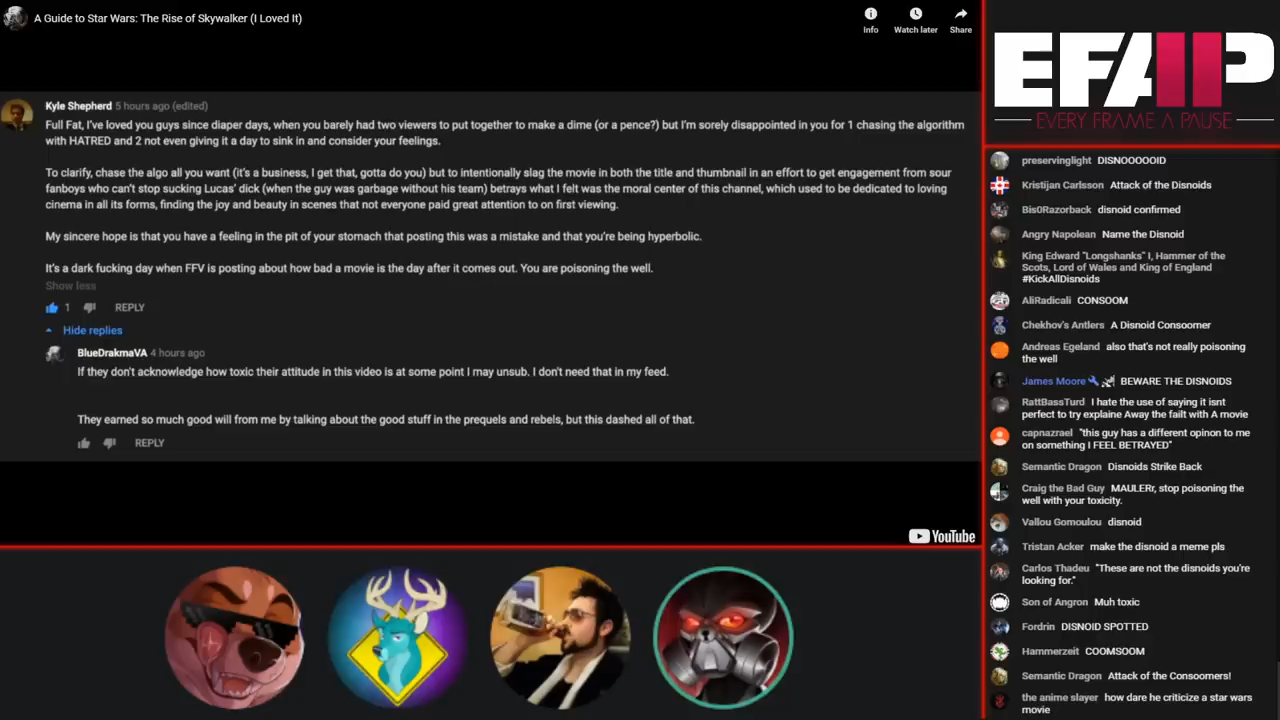 A Guide to Star Wars: The Rise of Skywalker (I Loved It)
Info
Watch later
Share
Kyle Shepherd 5 hours ago (edited)
Full Fat, I've loved you guys since diaper days, when you barely had two viewers to put together to make a dime (or a pence?) but I'm sorely disappointed in you for 1 chasing the algorithm
with HATRED and 2 not even giving it a day to sink in and consider your feelings.
To clarify, chase the algo all you want (it's a business, I get that, gotta do you) but to intentionally slag the movie in both the title and thumbnail in an effort to get engagement from sour
fanboys who can't stop sucking Lucas' dick (when the guy was garbage without his team) betrays what I felt was the moral center of this channel, which used to be dedicated to loving
cinema in all its forms, finding the joy and beauty in scenes that not everyone paid great attention to on first viewing.
My sincere hope is that you have a feeling in the pit of your stomach that posting this was a mistake and that you're being hyperbolic.
It's a dark fucking day when FFV is posting about how bad a movie is the day after it comes out. You are poisoning the well.
Show less
1 REPLY
Hide replies
BlueDrakmaVA 4 hours ago
If they don't acknowledge how toxic their attitude in this video is at some point I may unsub. I don't need that in my feed.
They earned so much good will from me by talking about the good stuff in the prequels and rebels, but this dashed all of that.
REPLY
YouTube
EFAP
EVERY FRAME A PAUSE
preservinglight DISNOOOOOID
Kristijan Carlsson Attack of the Disnoids
Bis0Razorback disnoid confirmed
Angry Napolean Name the Disnoid
King Edward "Longshanks" I, Hammer of the
Scots, Lord of Wales and King of England
#KickAllDisnoids
AliRadicali CONSOOM
Chekhov's Antlers A Disnoid Consoomer
Andreas Egeland also that's not really poisoning
the well
James Moore BEWARE THE DISNOIDS
RattBassTurd I hate the use of saying it isnt
perfect to try explaine Away the failt with A movie
capnazrael "this guy has a different opinon to me
on something I FEEL BETRAYED"
Semantic Dragon Disnoids Strike Back
Craig the Bad Guy MAULERr, stop poisoning the
well with your toxicity.
Vallou Gomoulou disnoid
Tristan Acker make the disnoid a meme pls
Carlos Thadeu "These are not the disnoids you're
looking for."
Son of Angron Muh toxic
Fordrin DISNOID SPOTTED
Hammerzeit COOMSOOM
Semantic Dragon Attack of the Consoomers!
the anime slayer how dare he criticize a star wars
movie